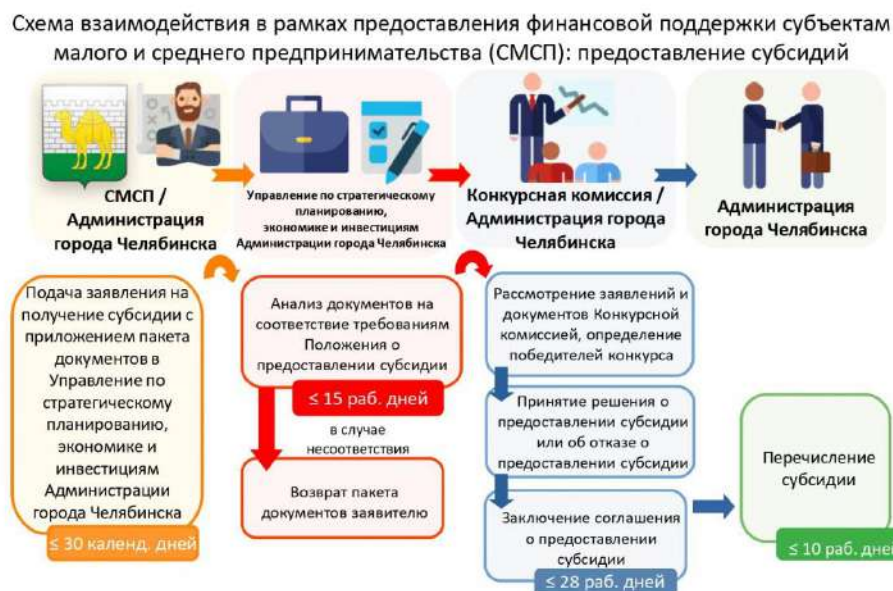 Схема взаимодействия в рамках предоставления финансовой поддержки субъектам
малого и среднего предпринимательства (СМСП): предоставление субсидий
СМСП /
Администрация
города Челябинска
Управление по стратегическому
планированию,
экономике и инвестициям
Администрации города Челябинска
Конкурсная комиссия /
Администрация города
Челябинска
Администрация
города Челябинска
Подача заявления на
получение субсидии с
приложением пакета
документов в
Управление по
стратегическому
планированию,
экономике и
инвестициям
Администрации
города Челябинска
≤ 30 календ. дней
Анализ документов на
соответствие требованиям
Положения о
предоставлении субсидии
≤ 15 раб. дней
в случае
несоответствия
Возврат пакета
документов заявителю
Рассмотрение заявлений и
документов Конкурсной
комиссией, определение
победителей конкурса
Принятие решения о
предоставлении субсидии
или об отказе о
предоставлении субсидии
Заключение соглашения
о предоставлении
субсидии
≤ 28 раб. дней
Перечисление
субсидии
≤ 10 раб. дней